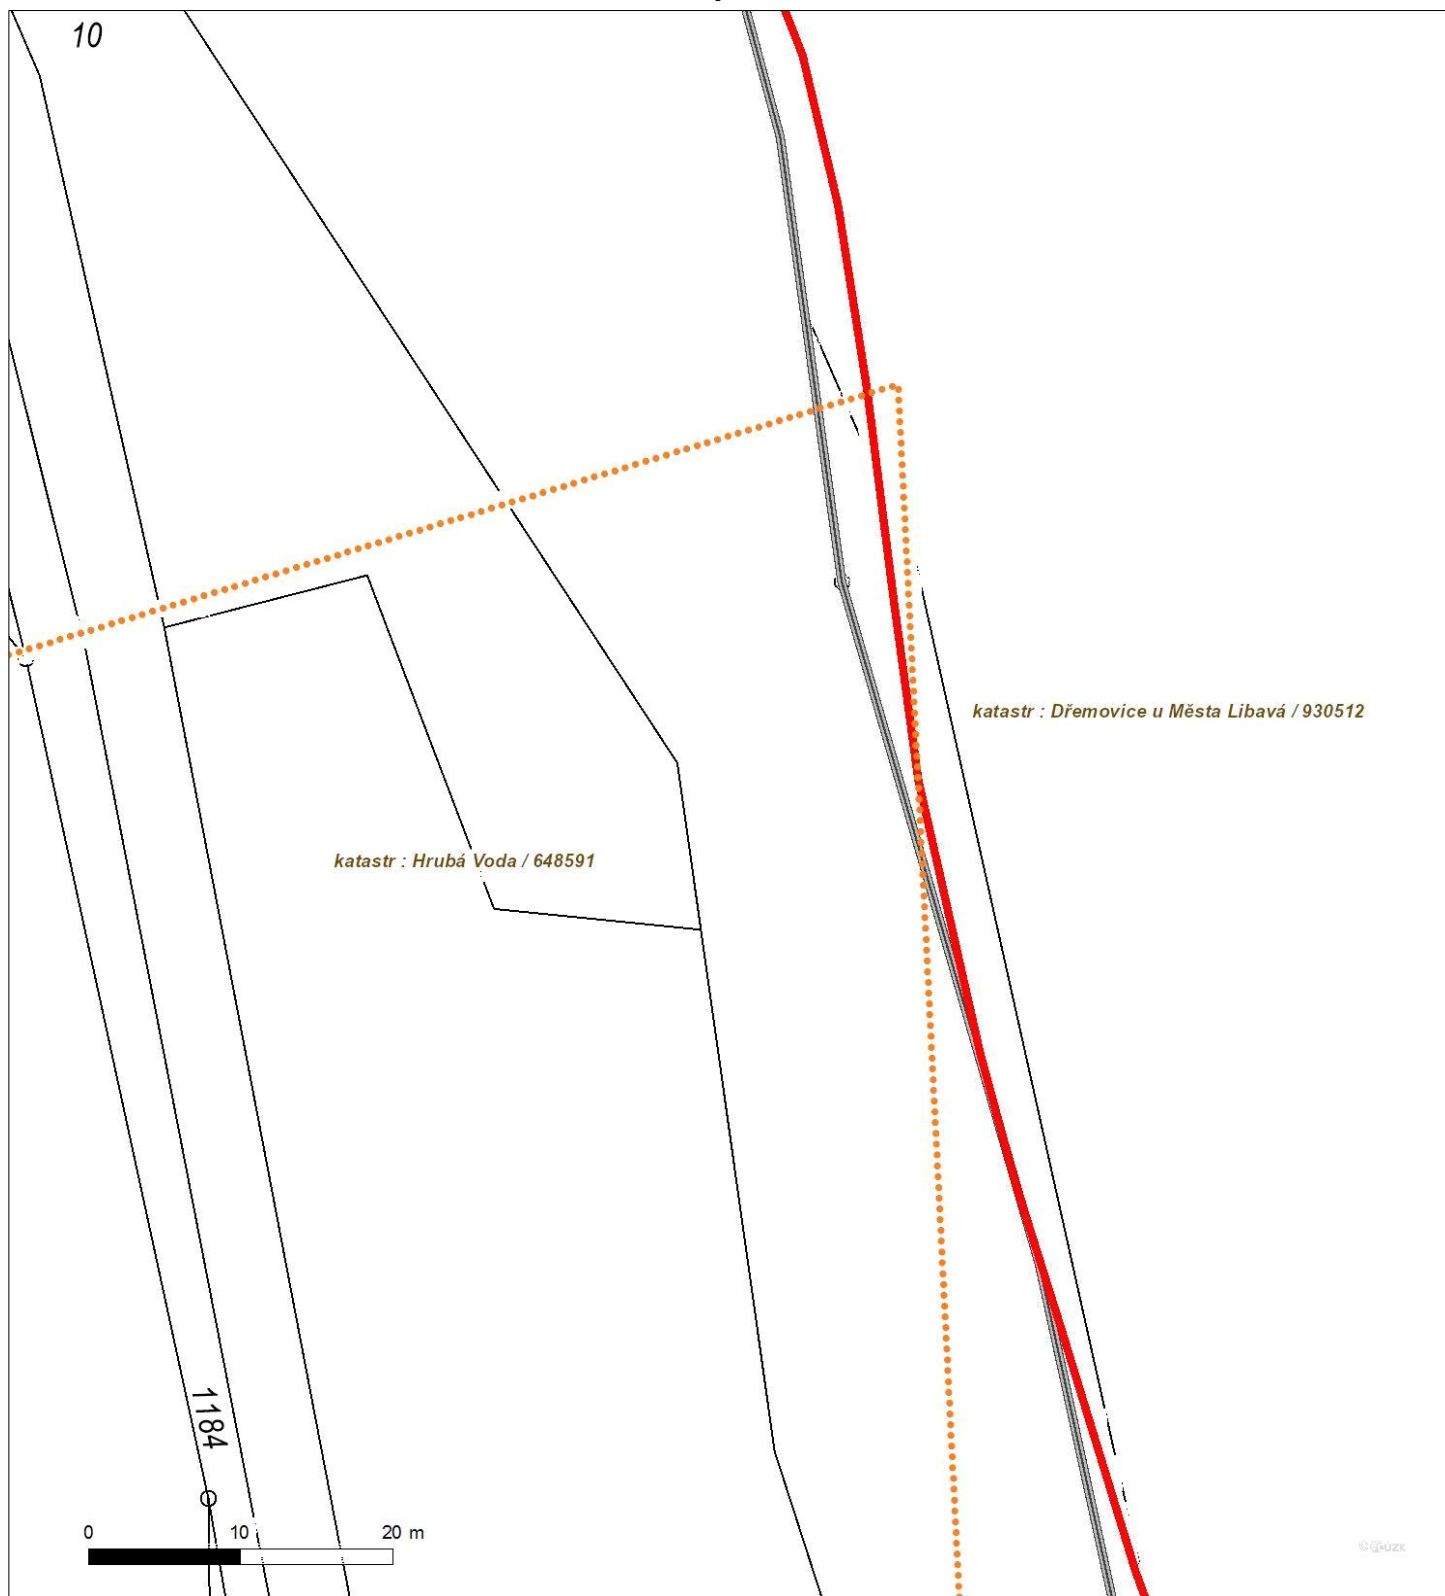 10
katastr : Dřemovice u Města Libavá / 930512
katastr : Hrubá Voda / 648591
1184
0 10 20 m